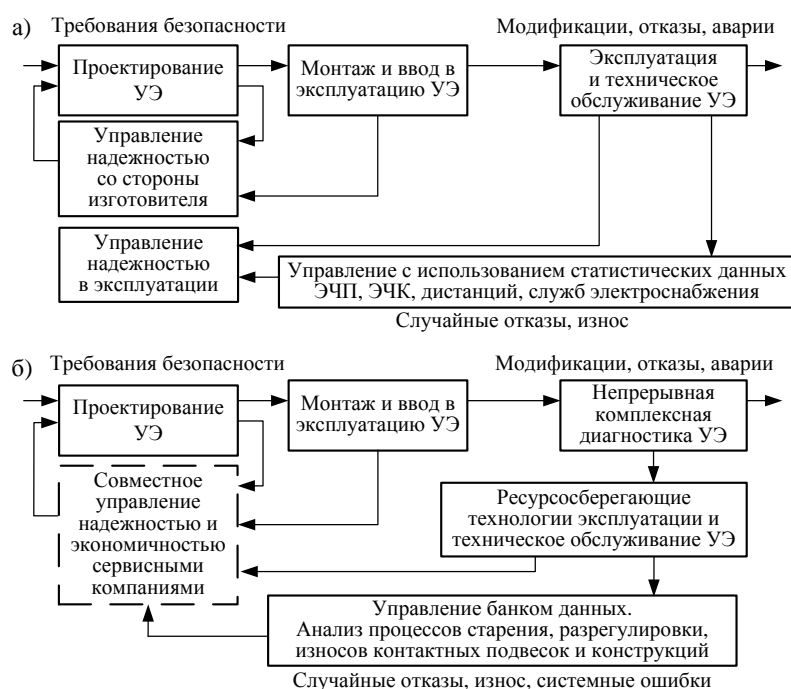 а)
Требования безопасности
Модификации, отказы, аварии
Проектирование
УЭ
Монтаж и ввод в
эксплуатацию УЭ
Эксплуатация
и техническое
обслуживание УЭ
Управление
надежностью
со стороны
изготовителя
Управление
надежностью
в эксплуатации
Управление с использованием статистических данных
ЭЧП, ЭЧК, дистанций, служб электроснабжения
Случайные отказы, износ
б)
Требования безопасности
Модификации, отказы, аварии
Проектирование
УЭ
Монтаж и ввод в
эксплуатацию УЭ
Непрерывная
комплексная
диагностика УЭ
Совместное
управление
надежностью и
экономичностью
сервисными
компаниями
Ресурсосберегающие
технологии эксплуатации и
техническое обслуживание УЭ
Управление банком данных.
Анализ процессов старения, разрегулировки,
износов контактных подвесок и конструкций
Случайные отказы, износ, системные ошибки